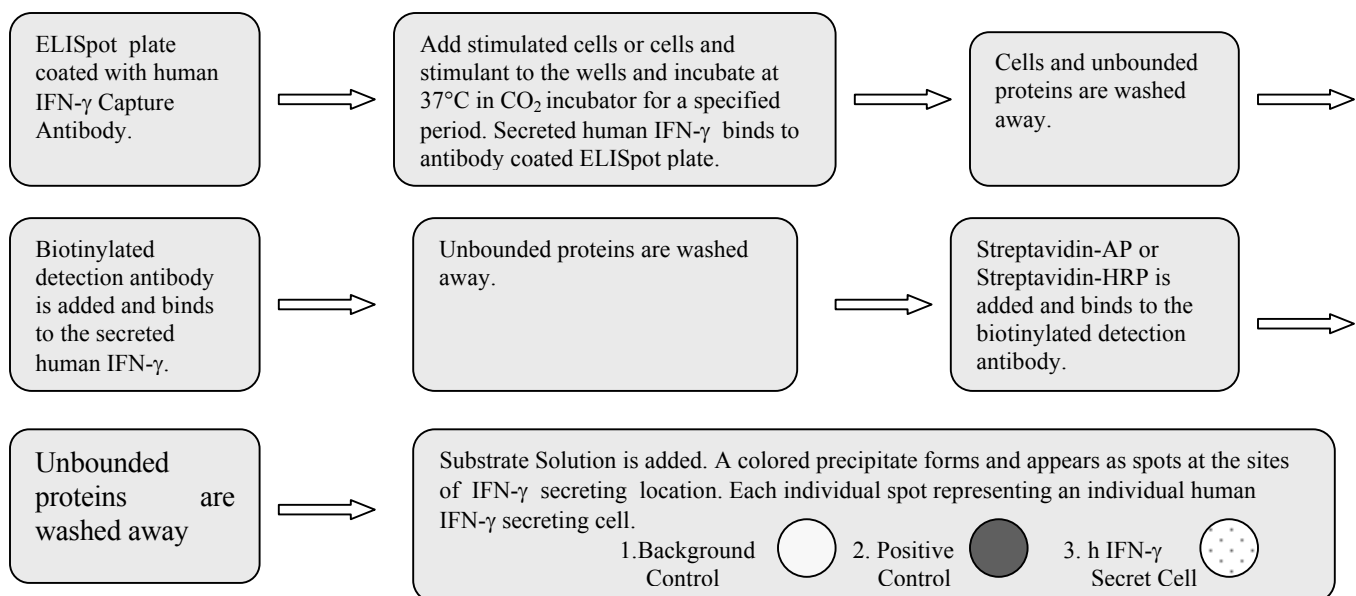 ELISpot plate
coated with human
IFN-γ Capture
Antibody.
Add stimulated cells or cells and
stimulant to the wells and incubate at
37°C in CO₂ incubator for a specified
period. Secreted human IFN-γ binds to
antibody coated ELISpot plate.
Cells and unbounded
proteins are washed
away.
Biotinylated
detection antibody
is added and binds
to the secreted
human IFN-γ.
Unbounded proteins are washed
away.
Streptavidin-AP or
Streptavidin-HRP is
added and binds to the
biotinylated detection
antibody.
Unbounded
proteins are
washed away
Substrate Solution is added. A colored precipitate forms and appears as spots at the sites
of IFN-γ secreting location. Each individual spot representing an individual human
IFN-γ secreting cell.
1.Background
Control
2. Positive
Control
3. h IFN-γ
Secret Cell